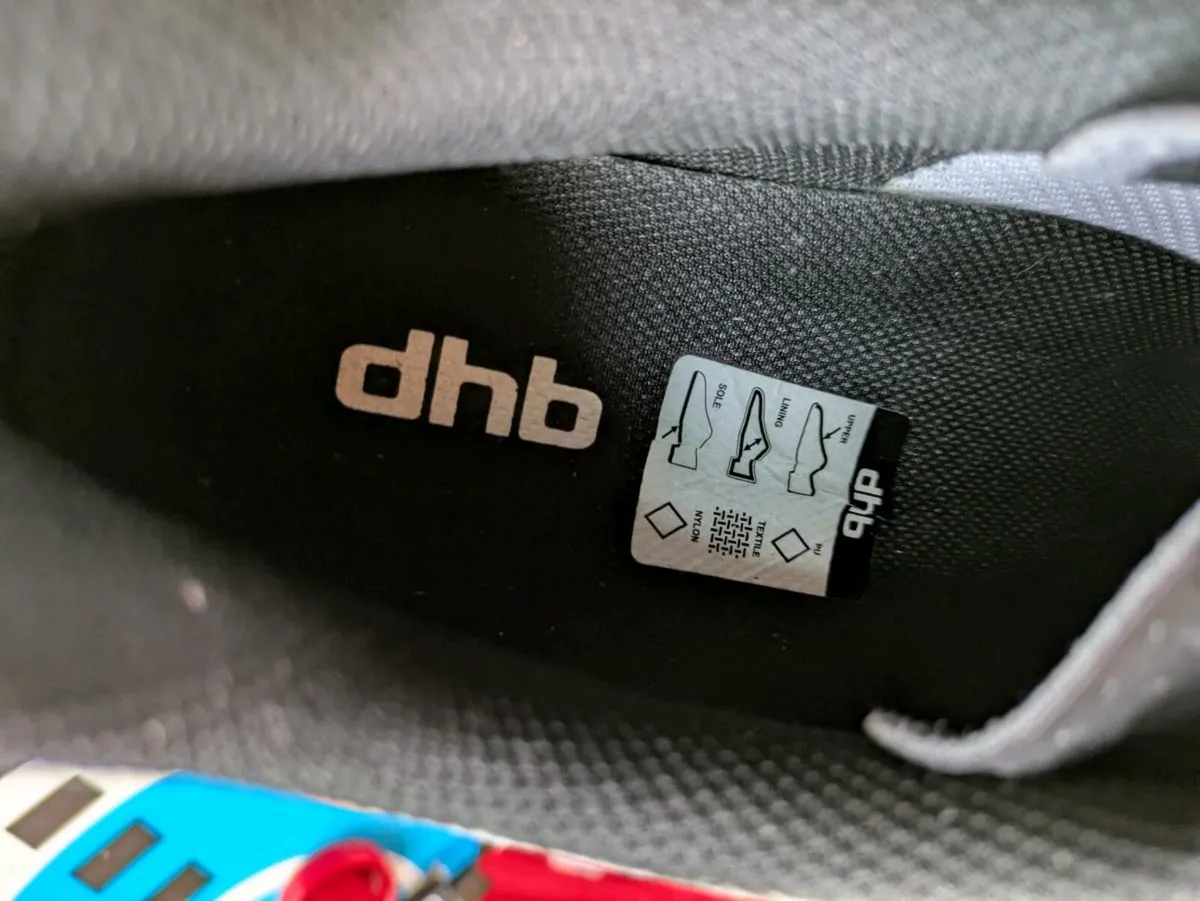 dhb
dhb
UPPER
PU
LINING
TEXTILE
SOLE
NYLON